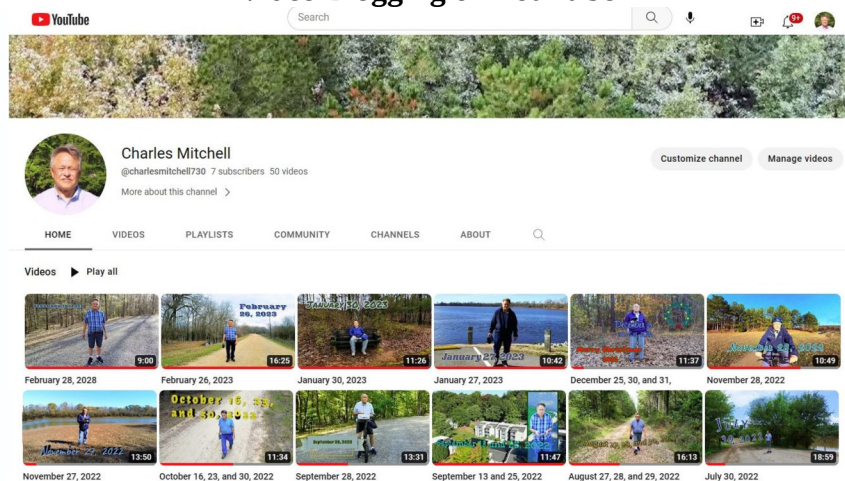 YouTube
Search
9+
Charles Mitchell
@charlesmitchell730 7 subscribers 50 videos
More about this channel >
Customize channel
Manage videos
HOME VIDEOS PLAYLISTS COMMUNITY CHANNELS ABOUT
Videos Play all
9:00
February 26, 2023
16:25
January 30, 2023
11:26
January 27, 2023
10:42
11:37
November 28, 2022
10:49
February 28, 2028
February 26, 2023
January 30, 2023
January 27, 2023
December 25, 30, and 31,
November 28, 2022
November 27, 2022
13:50
October 16, 23,
and 30, 2022
11:34
September 28, 2022
13:31
11:47
16:13
July
30, 2022
18:59
November 27, 2022
October 16, 23, and 30, 2022
September 28, 2022
September 13 and 25, 2022
August 27, 28, and 29, 2022
July 30, 2022